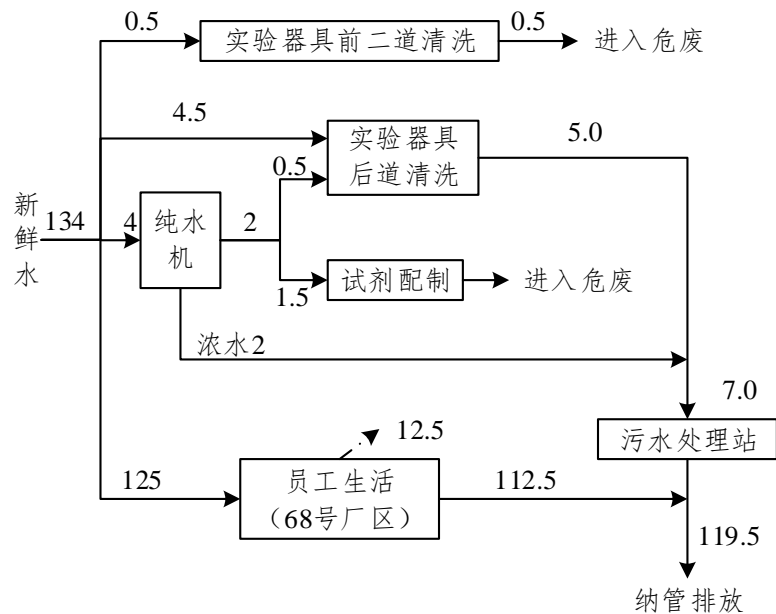 0.5
实验器具前二道清洗
0.5
进入危废
4.5
实验器具
后道清洗
5.0
0.5
新鲜水
134
4
纯水机
2
1.5
试剂配制
进入危废
浓水2
7.0
污水处理站
12.5
125
员工生活
（68号厂区）
112.5
119.5
纳管排放